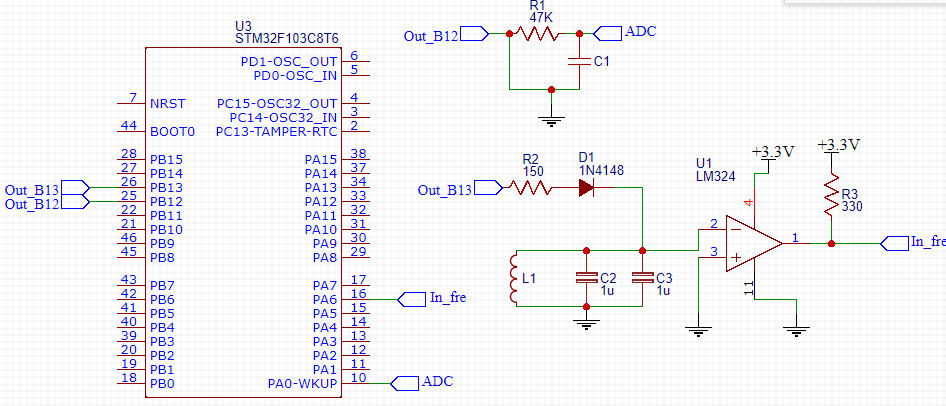 R1
47K
Out_B12
ADC
C1
U3
STM32F103C8T6
PD1-OSC_OUT 6
PD0-OSC_IN 5
7 NRST
PC15-OSC32_OUT 4
PC14-OSC32_IN 3
44 BOOT0
PC13-TAMPER-RTC 2
28 PB15
PA15 38
27 PB14
PA14 37
Out_B13
26 PB13
PA13 34
Out_B12
25 PB12
PA12 33
22 PB11
PA11 32
21 PB10
PA10 31
46 PB9
PA9 30
45 PB8
PA8 29
43 PB7
PA7 17
42 PB6
PA6 16
In_fre
41 PB5
PA5 15
40 PB4
PA4 14
39 PB3
PA3 13
20 PB2
PA2 12
19 PB1
PA1 11
18 PB0
PA0-WKUP 10
ADC
R2
150
D1
1N4148
Out_B13
L1
C2
1u
C3
1u
U1
LM324
+3.3V
4
2
3
1
11
+3.3V
R3
330
In_fre